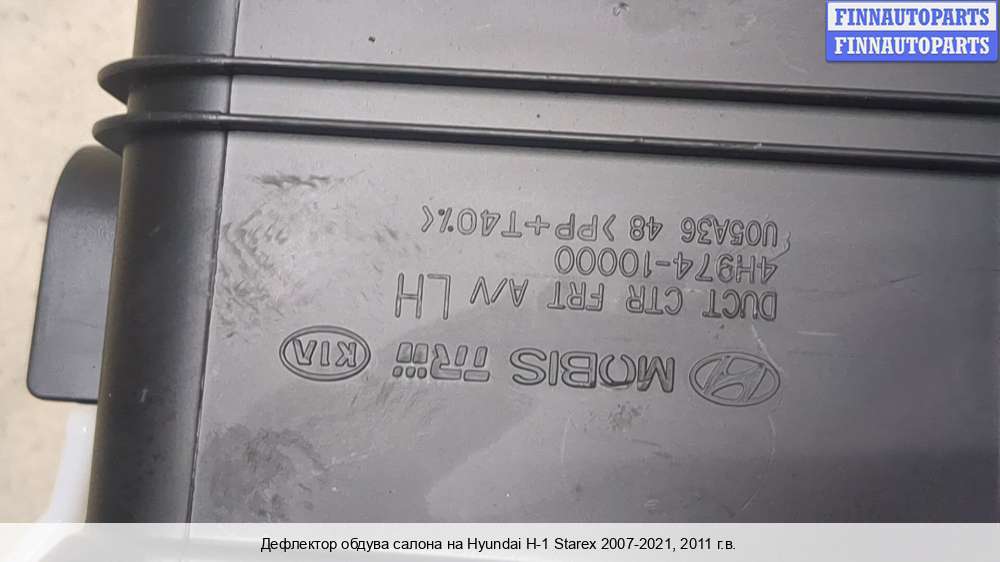 FINNAUTOPARTS
FINNAUTOPARTS
MOBIS TRiii KIA
DUCT CTR FRT A/V LH
4H974-10000
U05A36 48 >PP+T40%<
Дефлектор обдува салона на Hyundai H-1 Starex 2007-2021, 2011 г.в.